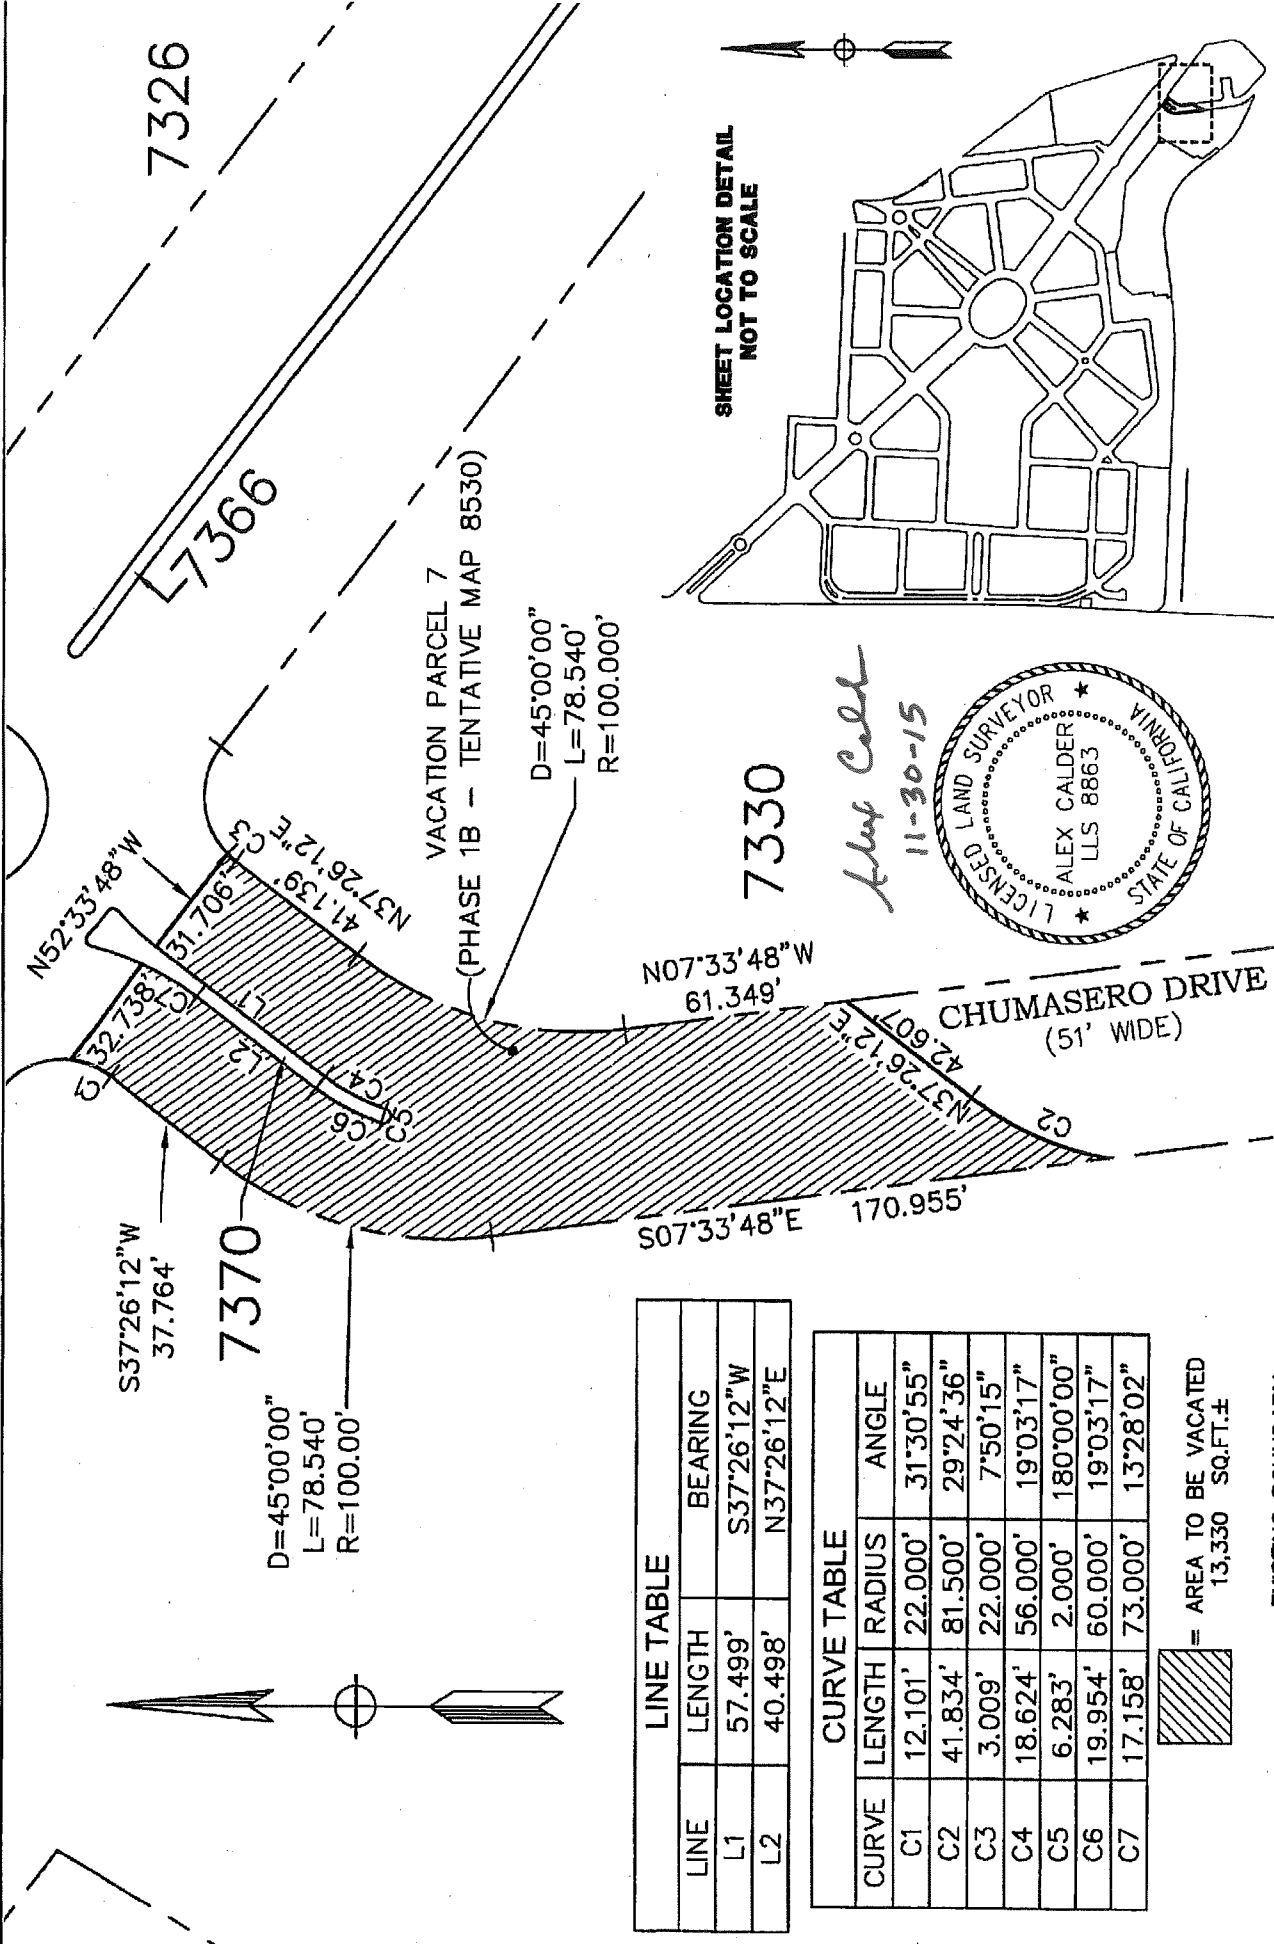 7326
L7366
N52°33'48"W
C3
31.706'
41.139'
N37°26'12"E
32.738'
C7
L1
L2
C1
C4
C5
C6
S37°26'12"W
37.764'
7370
D=45°00'00"
L=78.540'
R=100.00'
VACATION PARCEL 7
(PHASE 1B – TENTATIVE MAP 8530)
D=45°00'00"
L=78.540'
R=100.000'
N07°33'48"W
61.349'
7330
N37°26'12"E
42.607'
C2
S07°33'48"E 170.955'
CHUMASERO DRIVE
(51' WIDE)
SHEET LOCATION DETAIL
NOT TO SCALE
11-30-15
LICENSED LAND SURVEYOR
ALEX CALDER
LLS 8863
STATE OF CALIFORNIA
LINE TABLE
LINE LENGTH BEARING
L1 57.499' S37°26'12"W
L2 40.498' N37°26'12"E
CURVE TABLE
CURVE LENGTH RADIUS ANGLE
C1 12.101' 22.000' 31°30'55"
C2 41.834' 81.500' 29°24'36"
C3 3.009' 22.000' 7°50'15"
C4 18.624' 56.000' 19°03'17"
C5 6.283' 2.000' 180°00'00"
C6 19.954' 60.000' 19°03'17"
C7 17.158' 73.000' 13°28'02"
= AREA TO BE VACATED
13,330 SQ.FT.±